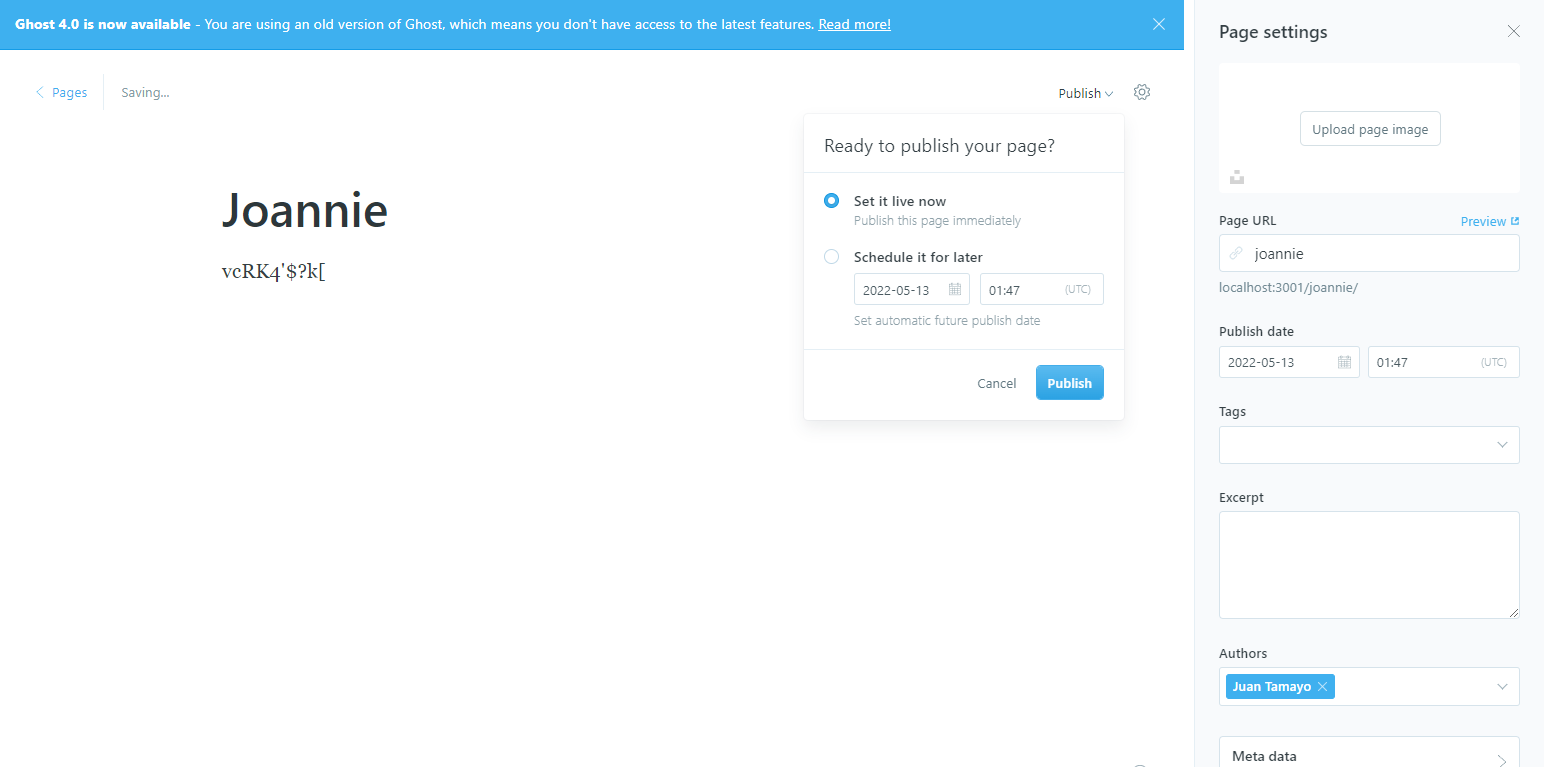 Ghost 4.0 is now available - You are using an old version of Ghost, which means you don't have access to the latest features. Read more!
Pages
Saving...
Publish
Joannie
vcRK4'$?k[
Ready to publish your page?
Set it live now
Publish this page immediately
Schedule it for later
2022-05-13 01:47 (UTC)
Set automatic future publish date
Cancel Publish
Page settings
Upload page image
Page URL Preview
joannie
localhost:3001/joannie/
Publish date
2022-05-13 01:47 (UTC)
Tags
Excerpt
Authors
Juan Tamayo
Meta data